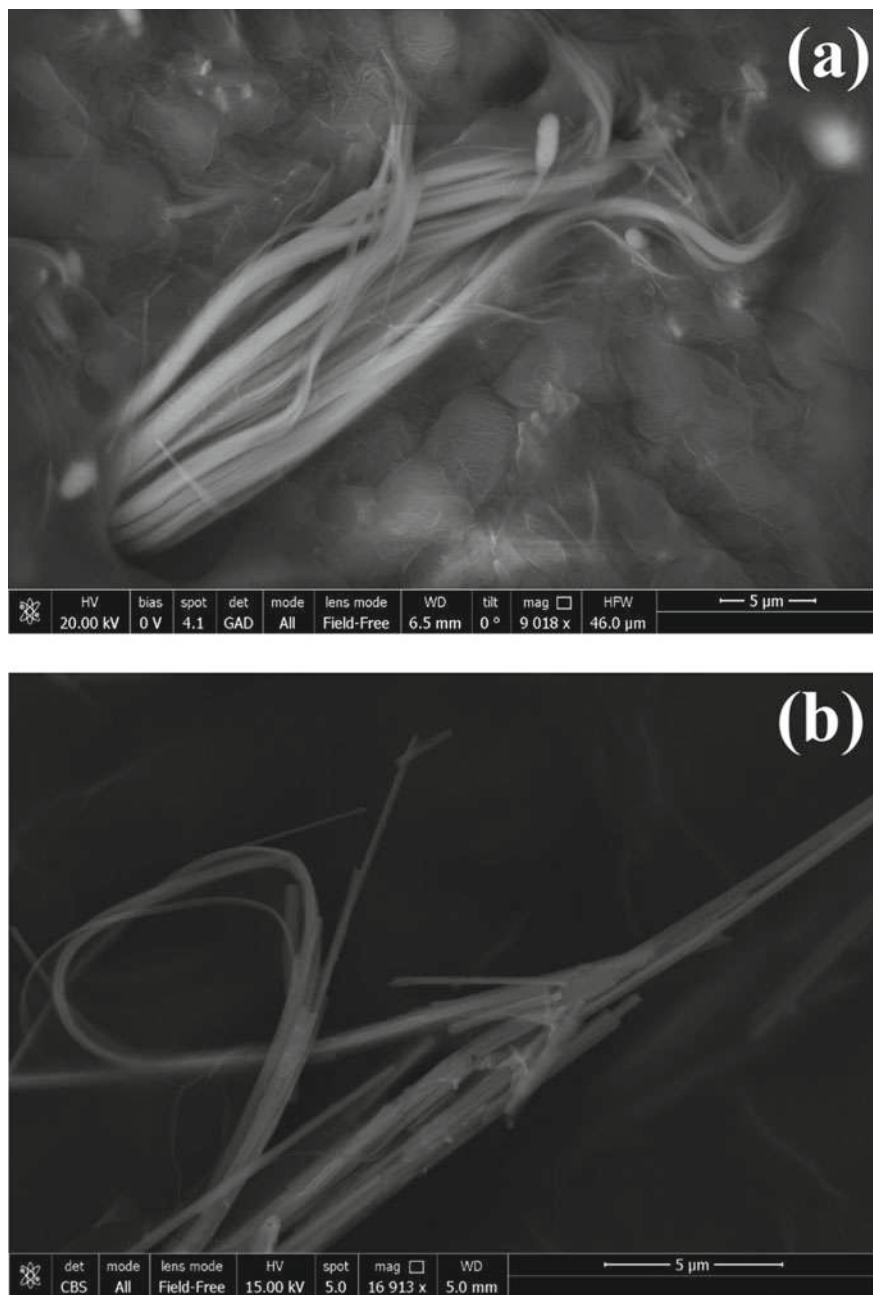 (a)
HV bias spot det mode lens mode WD tilt mag HFW 5 µm
20.00 kV 0 V 4.1 GAD All Field-Free 6.5 mm 0 ° 9 018 x 46.0 µm
(b)
det mode lens mode HV spot mag WD 5 µm
CBS All Field-Free 15.00 kV 5.0 16 913 x 5.0 mm